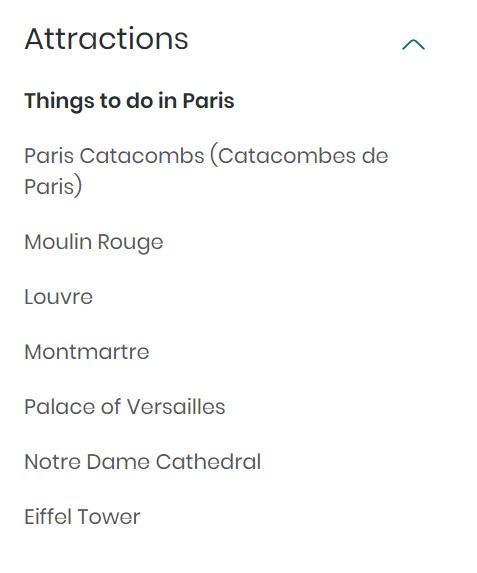 Attractions
Things to do in Paris
Paris Catacombs (Catacombes de
Paris)
Moulin Rouge
Louvre
Montmartre
Palace of Versailles
Notre Dame Cathedral
Eiffel Tower